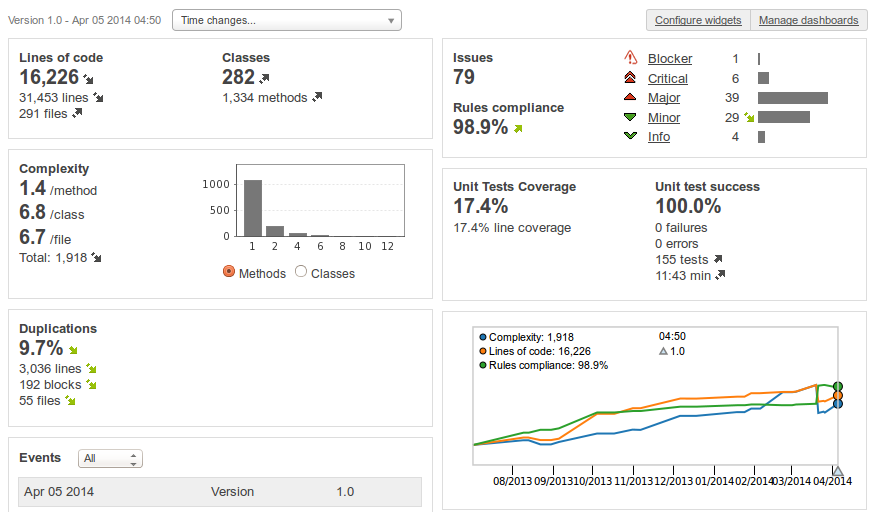 Version 1.0 - Apr 05 2014 04:50
Time changes...
Configure widgets
Manage dashboards
Lines of code
16,226
31,453 lines
291 files
Classes
282
1,334 methods
Complexity
1.4 /method
6.8 /class
6.7 /file
Total: 1,918
1000
500
0
1 2 4 6 8 10 12
Methods Classes
Duplications
9.7%
3,036 lines
192 blocks
55 files
Events
All
Apr 05 2014 Version 1.0
Issues
79
Rules compliance
98.9%
Blocker 1
Critical 6
Major 39
Minor 29
Info 4
Unit Tests Coverage
17.4%
17.4% line coverage
Unit test success
100.0%
0 failures
0 errors
155 tests
11:43 min
Complexity: 1,918 04:50
Lines of code: 16,226 1.0
Rules compliance: 98.9%
08/2013 09/2013 10/2013 11/2013 12/2013 01/2014 02/2014 03/2014 04/2014